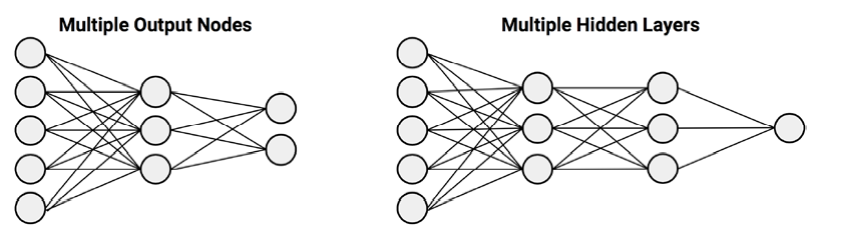 Multiple Output Nodes
Multiple Hidden Layers